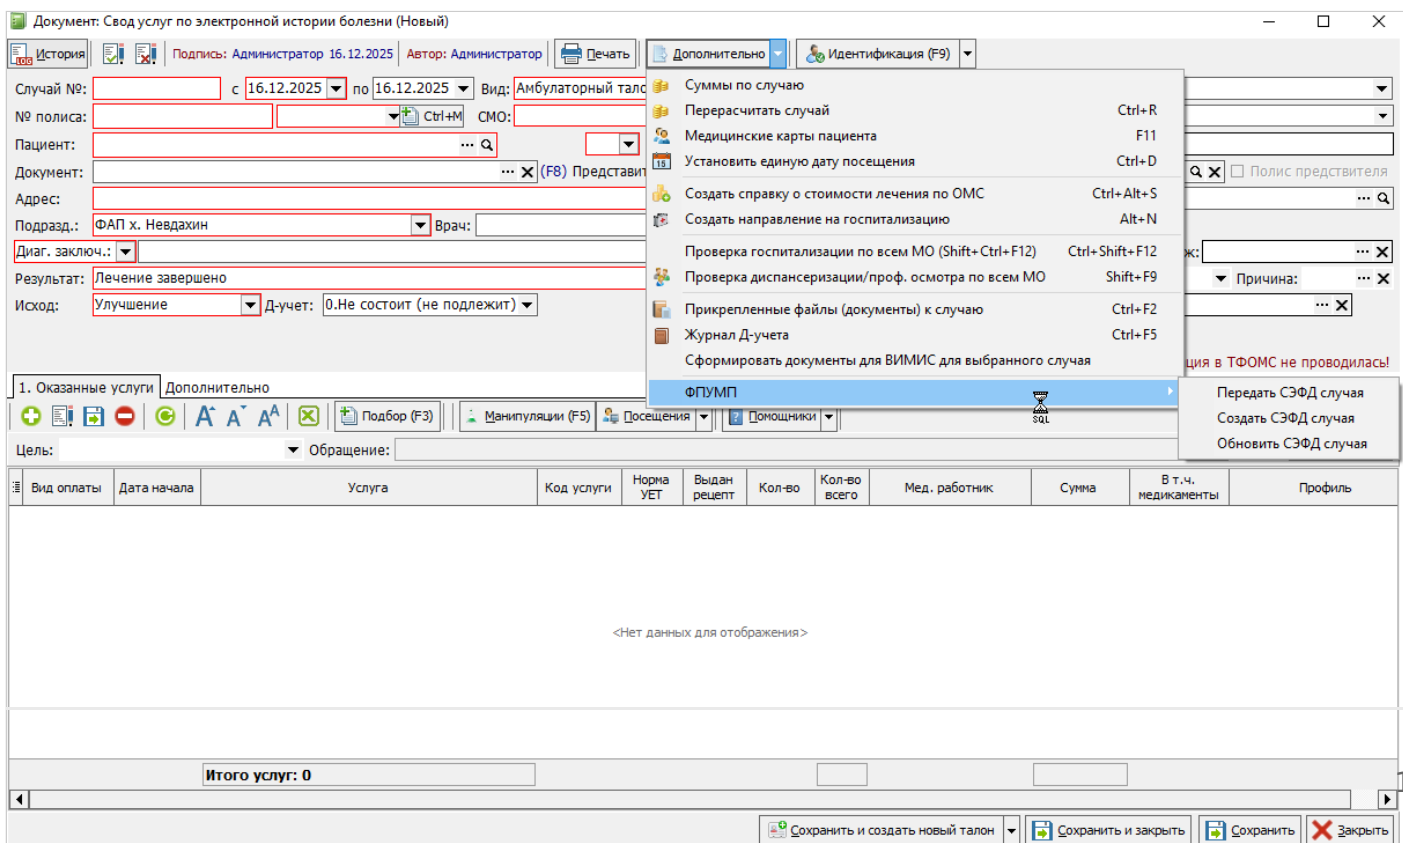 Документ: Свод услуг по электронной истории болезни (Новый)
История Подпись: Администратор 16.12.2025 Автор: Администратор Печать Дополнительно Идентификация (F9)
Случай №: с 16.12.2025 по 16.12.2025 Вид: Амбулаторный тало
№ полиса: Ctrl+M СМО:
Пациент:
Документ: (F8) Представит Полис предствителя
Адрес:
Подразд.: ФАП х. Невдахин Врач:
Диаг. заключ.: ж:
Результат: Лечение завершено Причина:
Исход: Улучшение Д-учет: 0.Не состоит (не подлежит)
ция в ТФОМС не проводилась!
Суммы по случаю
Перерасчитать случай Ctrl+R
Медицинские карты пациента F11
15 Установить единую дату посещения Ctrl+D
Создать справку о стоимости лечения по ОМС Ctrl+Alt+S
Создать направление на госпитализацию Alt+N
Проверка госпитализации по всем МО (Shift+Ctrl+F12) Ctrl+Shift+F12
Проверка диспансеризации/проф. осмотра по всем МО Shift+F9
Прикрепленные файлы (документы) к случаю Ctrl+F2
Журнал Д-учета Ctrl+F5
Сформировать документы для ВИМИС для выбранного случая
ФПУМП
SQL
Передать СЭФД случая
Создать СЭФД случая
Обновить СЭФД случая
1. Оказанные услуги Дополнительно
Подбор (F3) Манипуляции (F5) Посещения Помощники
Цель: Обращение:
Вид оплаты Дата начала Услуга Код услуги Норма УЕТ Выдан рецепт Кол-во Кол-во всего Мед. работник Сумма В т.ч. медикаменты Профиль
<Нет данных для отображения>
Итого услуг: 0
Сохранить и создать новый талон Сохранить и закрыть Сохранить Закрыть